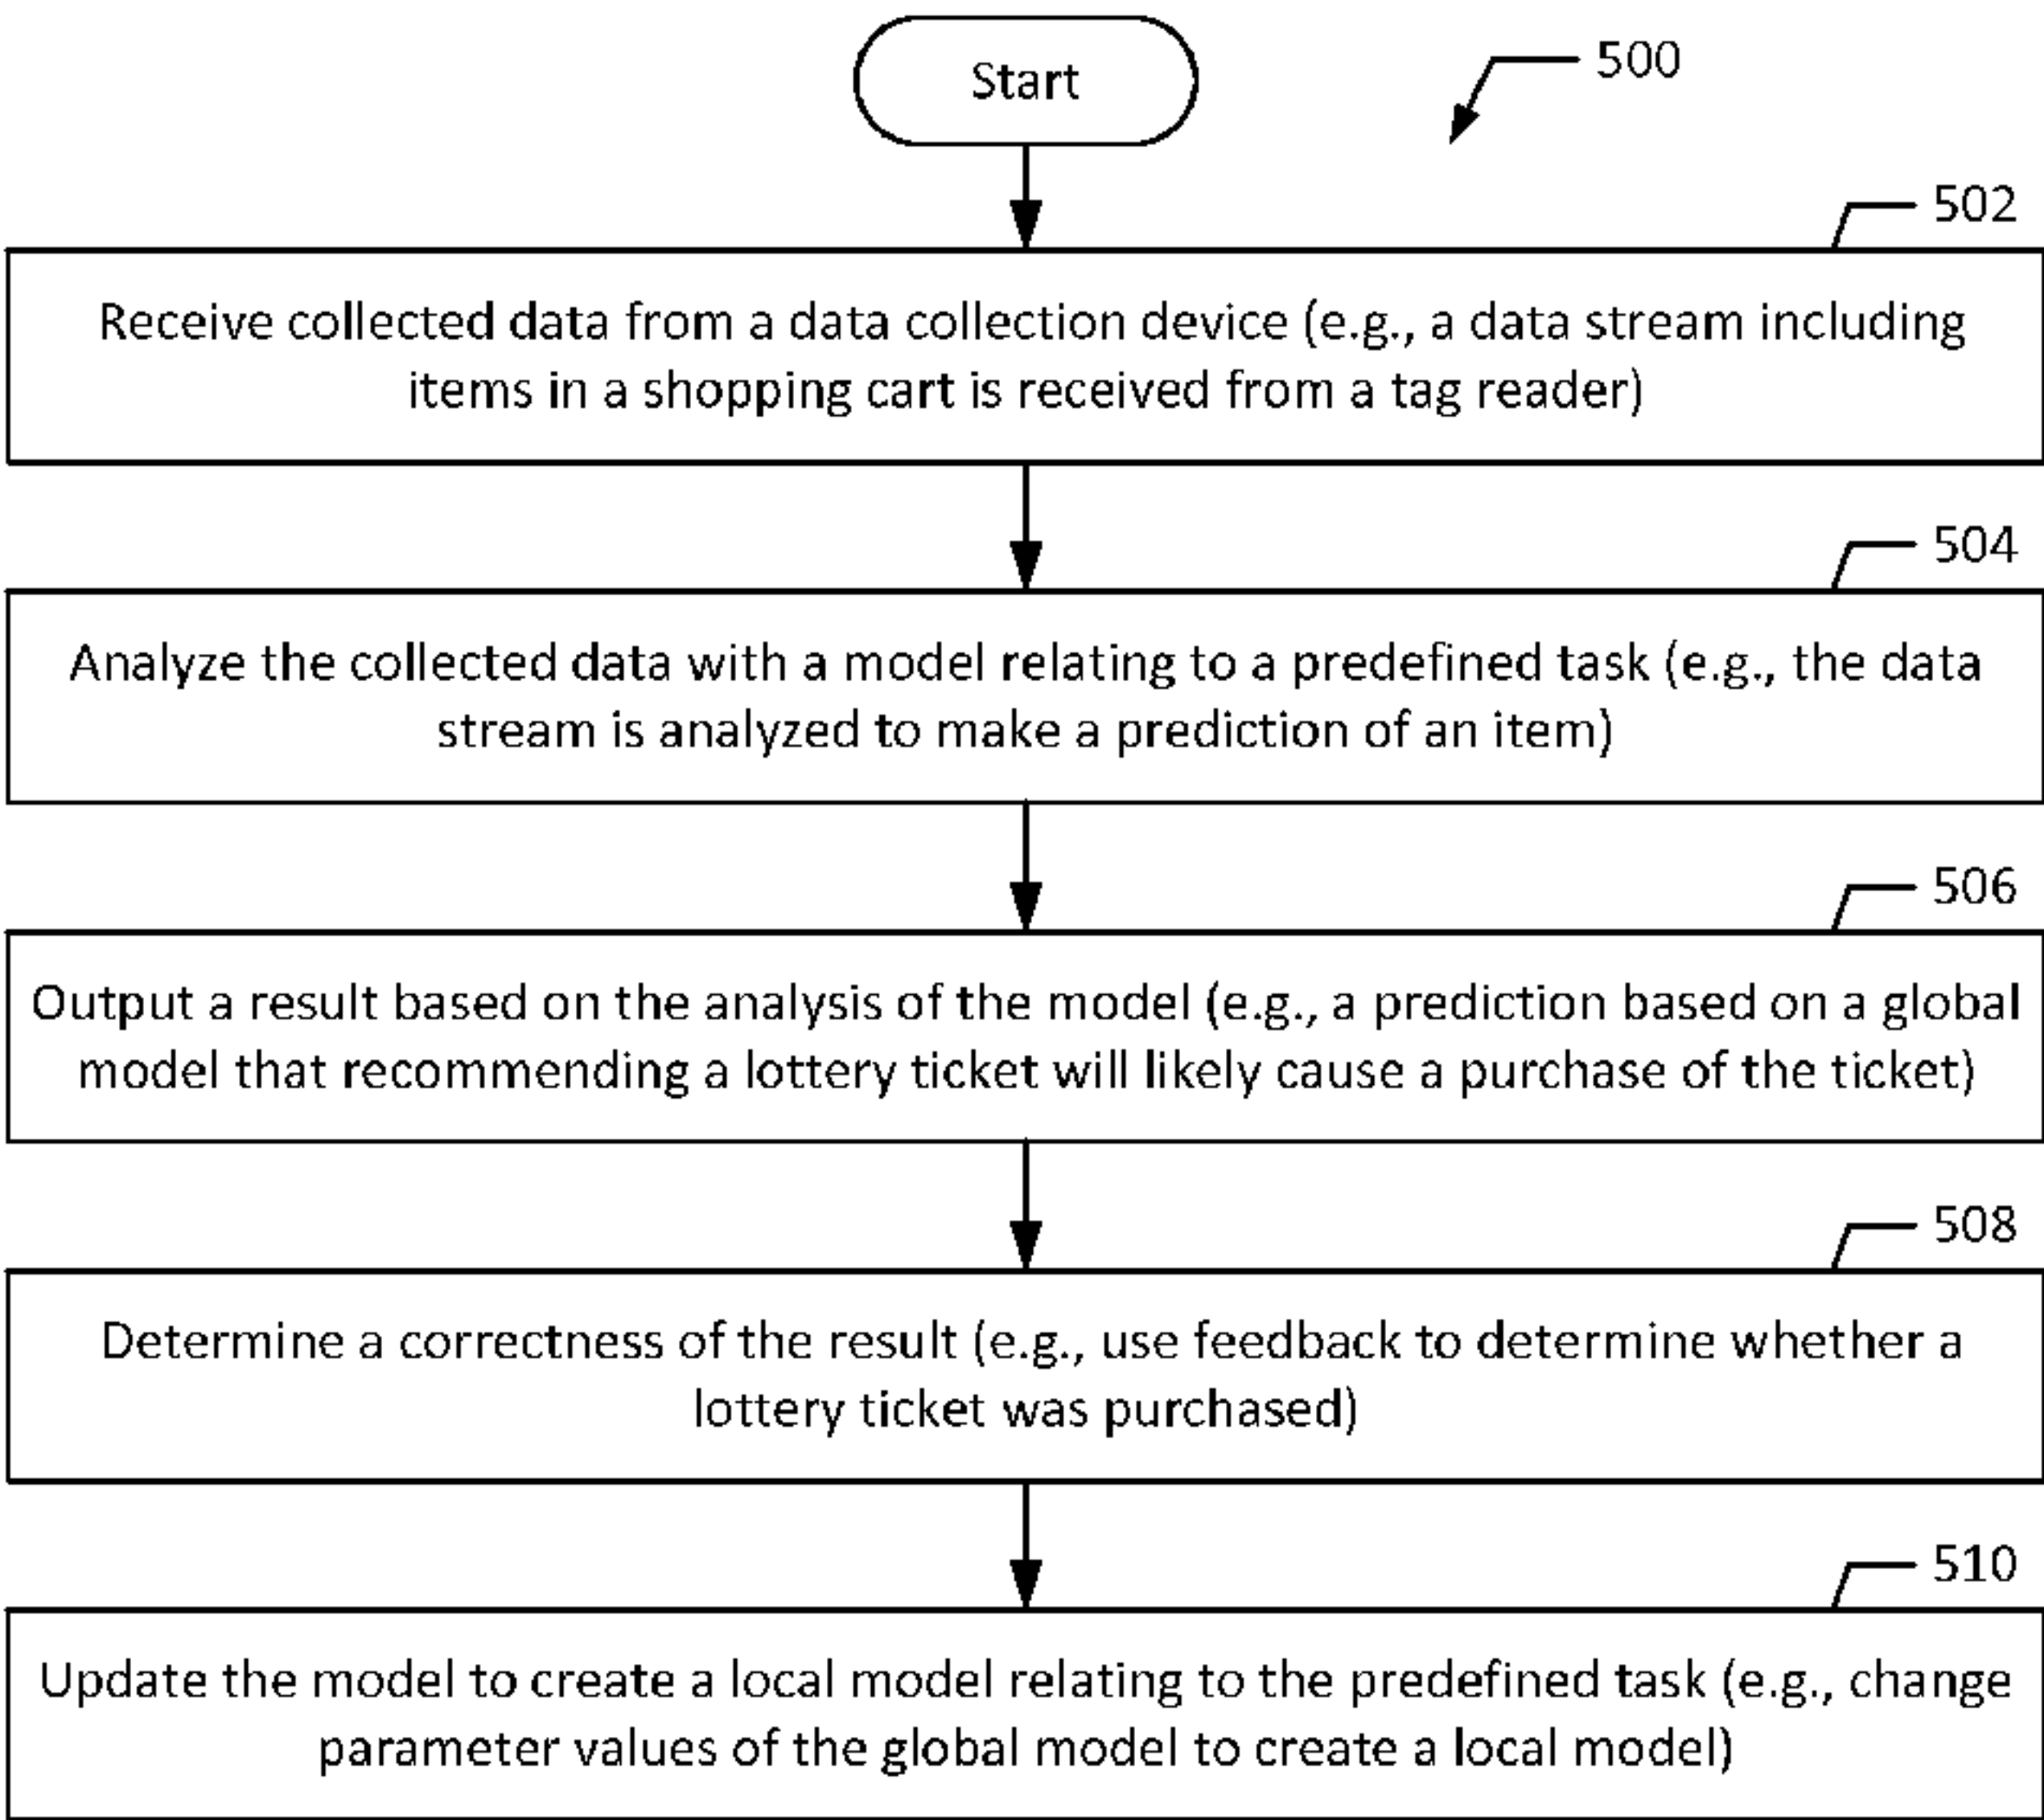 Start
500
502
Receive collected data from a data collection device (e.g., a data stream including
items in a shopping cart is received from a tag reader)
504
Analyze the collected data with a model relating to a predefined task (e.g., the data
stream is analyzed to make a prediction of an item)
506
Output a result based on the analysis of the model (e.g., a prediction based on a global
model that recommending a lottery ticket will likely cause a purchase of the ticket)
508
Determine a correctness of the result (e.g., use feedback to determine whether a
lottery ticket was purchased)
510
Update the model to create a local model relating to the predefined task (e.g., change
parameter values of the global model to create a local model)